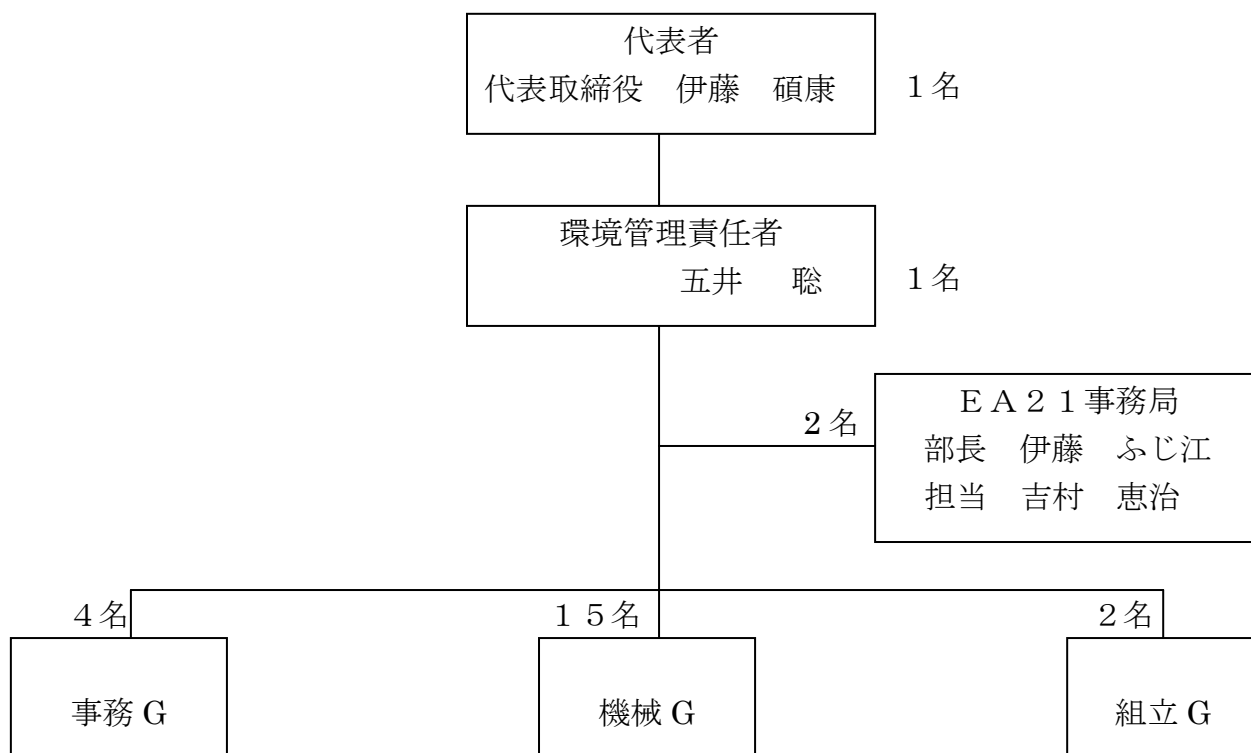 代表者
代表取締役　伊藤　碩康
１名
環境管理責任者
五井　聡
１名
２名
ＥＡ２１事務局
部長　伊藤　ふじ江
担当　吉村　恵治
４名
１５名
２名
事務 G
機械 G
組立 G